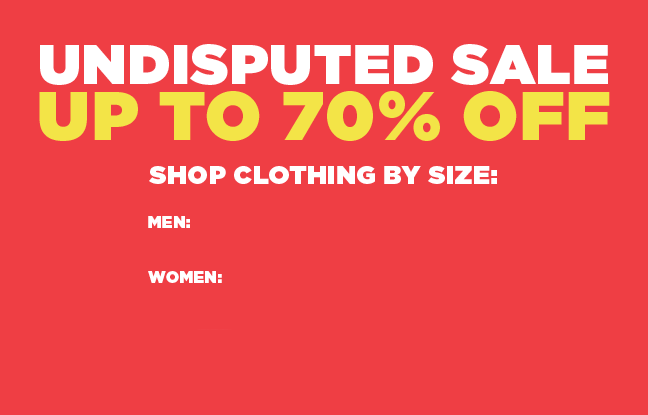 UNDISPUTED SALE
UP TO 70% OFF
SHOP CLOTHING BY SIZE:
MEN:
WOMEN: